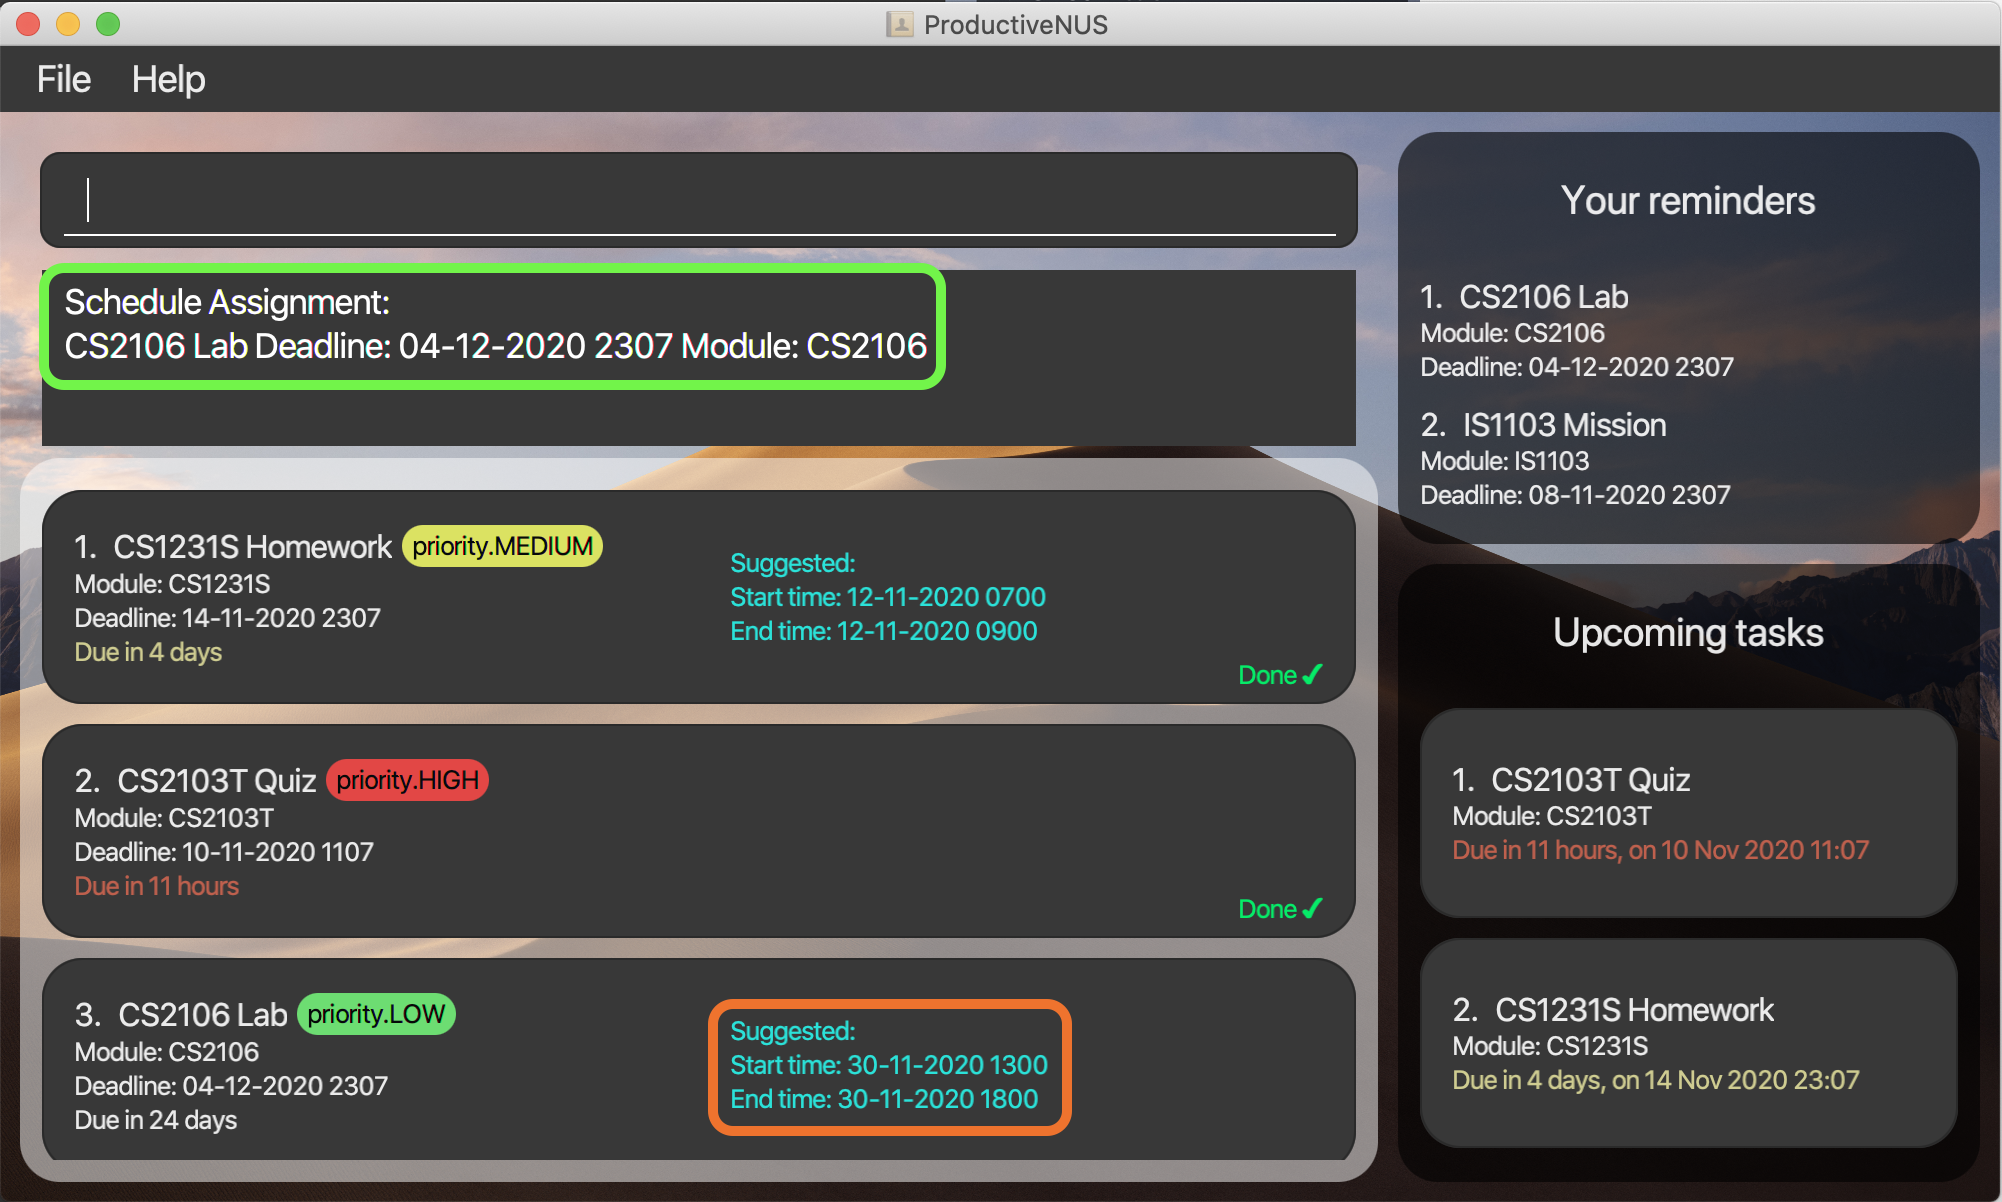 ProductiveNUS
File Help
Schedule Assignment:
CS2106 Lab Deadline: 04-12-2020 2307 Module: CS2106
1. CS1231S Homework priority.MEDIUM
Module: CS1231S
Deadline: 14-11-2020 2307
Due in 4 days
Suggested:
Start time: 12-11-2020 0700
End time: 12-11-2020 0900
Done ✓
2. CS2103T Quiz priority.HIGH
Module: CS2103T
Deadline: 10-11-2020 1107
Due in 11 hours
Done ✓
3. CS2106 Lab priority.LOW
Module: CS2106
Deadline: 04-12-2020 2307
Due in 24 days
Suggested:
Start time: 30-11-2020 1300
End time: 30-11-2020 1800
Your reminders
1. CS2106 Lab
Module: CS2106
Deadline: 04-12-2020 2307
2. IS1103 Mission
Module: IS1103
Deadline: 08-11-2020 2307
Upcoming tasks
1. CS2103T Quiz
Module: CS2103T
Due in 11 hours, on 10 Nov 2020 11:07
2. CS1231S Homework
Module: CS1231S
Due in 4 days, on 14 Nov 2020 23:07